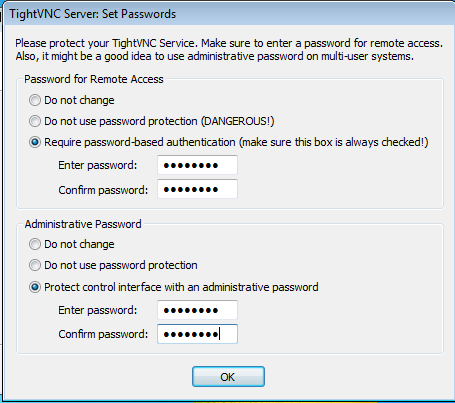 TightVNC Server: Set Passwords
Please protect your TightVNC Service. Make sure to enter a password for remote access.
Also, it might be a good idea to use administrative password on multi-user systems.
Password for Remote Access
Do not change
Do not use password protection (DANGEROUS!)
Require password-based authentication (make sure this box is always checked!)
Enter password: ●●●●●●●●
Confirm password: ●●●●●●●●
Administrative Password
Do not change
Do not use password protection
Protect control interface with an administrative password
Enter password: ●●●●●●●●
Confirm password: ●●●●●●●●
OK